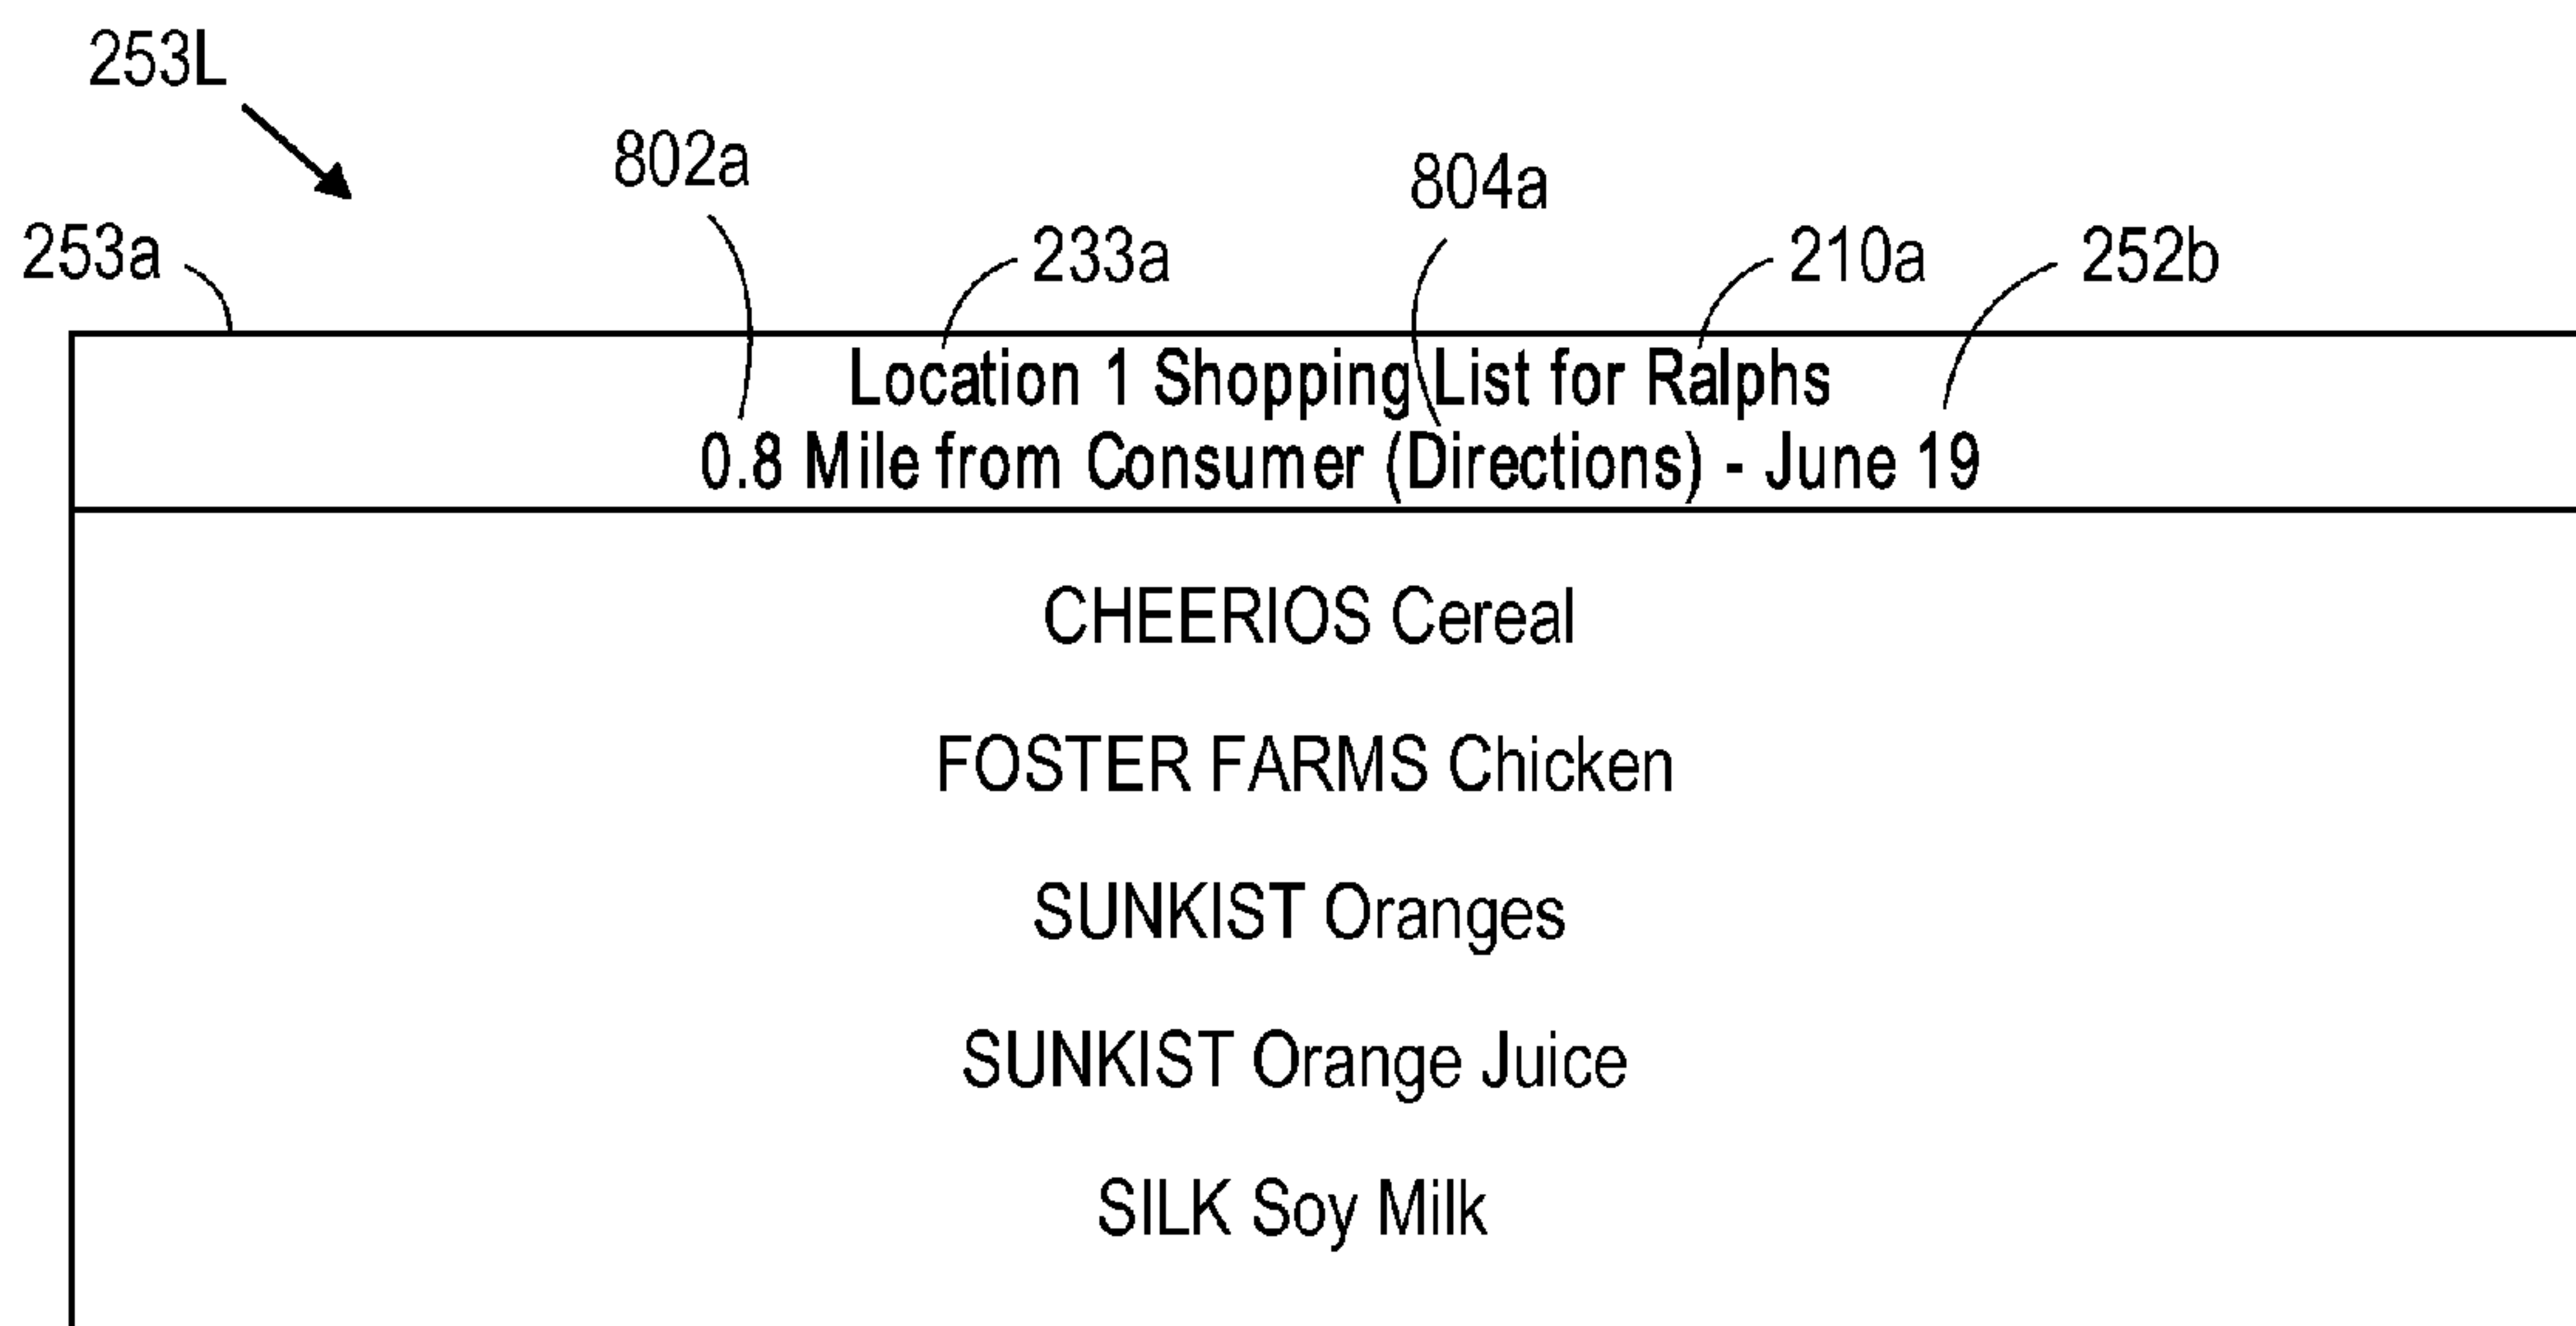 253L
802a
804a
253a
233a
210a
252b
Location 1 Shopping List for Ralphs
0.8 Mile from Consumer (Directions) - June 19
CHEERIOS Cereal
FOSTER FARMS Chicken
SUNKIST Oranges
SUNKIST Orange Juice
SILK Soy Milk